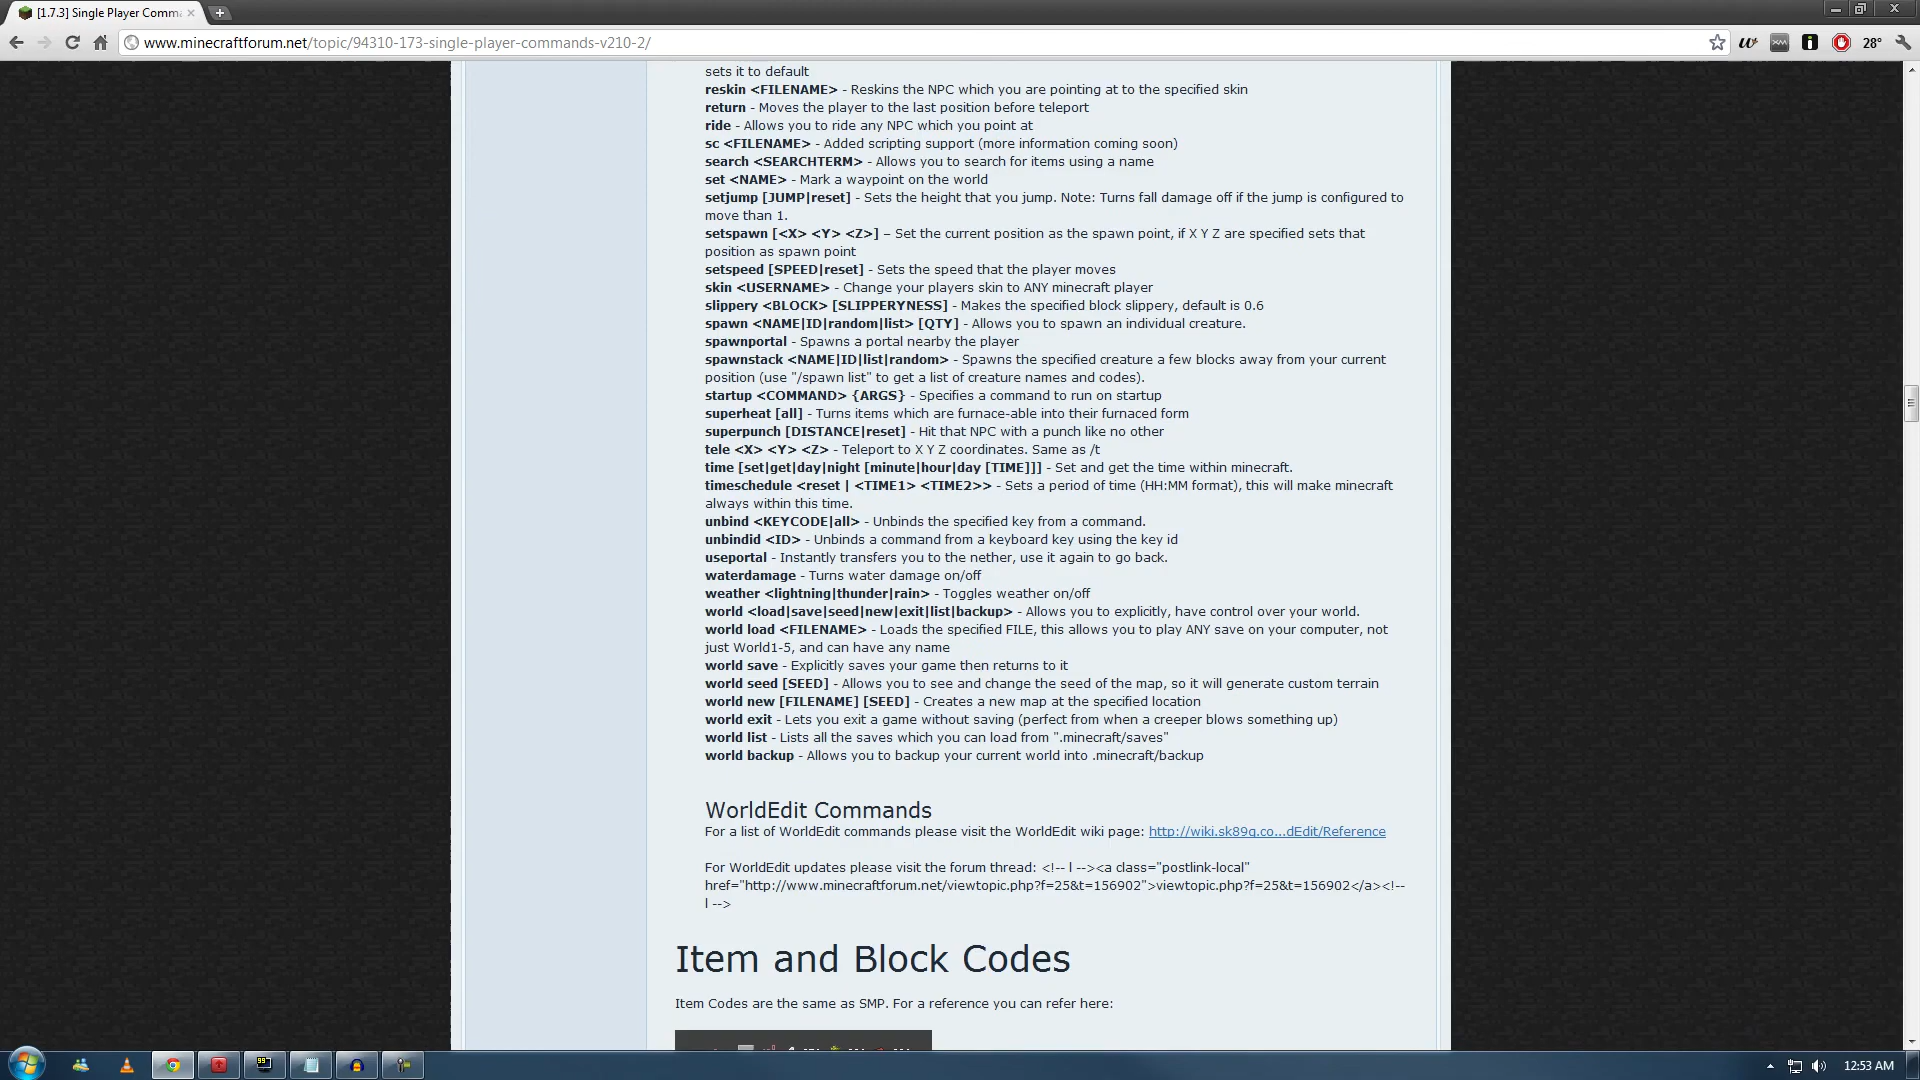 [1.7.3] Single Player Comma
www.minecraftforum.net/topic/94310-173-single-player-commands-v210-2/
28°
sets it to default
reskin <FILENAME> - Reskins the NPC which you are pointing at to the specified skin
return - Moves the player to the last position before teleport
ride - Allows you to ride any NPC which you point at
sc <FILENAME> - Added scripting support (more information coming soon)
search <SEARCHTERM> - Allows you to search for items using a name
set <NAME> - Mark a waypoint on the world
setjump [JUMP|reset] - Sets the height that you jump. Note: Turns fall damage off if the jump is configured to
move than 1.
setspawn [<X> <Y> <Z>] – Set the current position as the spawn point, if X Y Z are specified sets that
position as spawn point
setspeed [SPEED|reset] - Sets the speed that the player moves
skin <USERNAME> - Change your players skin to ANY minecraft player
slippery <BLOCK> [SLIPPERYNESS] - Makes the specified block slippery, default is 0.6
spawn <NAME|ID|random|list> [QTY] - Allows you to spawn an individual creature.
spawnportal - Spawns a portal nearby the player
spawnstack <NAME|ID|list|random> - Spawns the specified creature a few blocks away from your current
position (use "/spawn list" to get a list of creature names and codes).
startup <COMMAND> {ARGS} - Specifies a command to run on startup
superheat [all] - Turns items which are furnace-able into their furnaced form
superpunch [DISTANCE|reset] - Hit that NPC with a punch like no other
tele <X> <Y> <Z> - Teleport to X Y Z coordinates. Same as /t
time [set|get|day|night [minute|hour|day [TIME]]] - Set and get the time within minecraft.
timeschedule <reset | <TIME1> <TIME2>> - Sets a period of time (HH:MM format), this will make minecraft
always within this time.
unbind <KEYCODE|all> - Unbinds the specified key from a command.
unbindid <ID> - Unbinds a command from a keyboard key using the key id
useportal - Instantly transfers you to the nether, use it again to go back.
waterdamage - Turns water damage on/off
weather <lightning|thunder|rain> - Toggles weather on/off
world <load|save|seed|new|exit|list|backup> - Allows you to explicitly, have control over your world.
world load <FILENAME> - Loads the specified FILE, this allows you to play ANY save on your computer, not
just World1-5, and can have any name
world save - Explicitly saves your game then returns to it
world seed [SEED] - Allows you to see and change the seed of the map, so it will generate custom terrain
world new [FILENAME] [SEED] - Creates a new map at the specified location
world exit - Lets you exit a game without saving (perfect from when a creeper blows something up)
world list - Lists all the saves which you can load from ".minecraft/saves"
world backup - Allows you to backup your current world into .minecraft/backup
WorldEdit Commands
For a list of WorldEdit commands please visit the WorldEdit wiki page: http://wiki.sk89q.co...dEdit/Reference
For WorldEdit updates please visit the forum thread: <!-- l --><a class="postlink-local"
href="http://www.minecraftforum.net/viewtopic.php?f=25&t=156902">viewtopic.php?f=25&t=156902</a><!--
l -->
Item and Block Codes
Item Codes are the same as SMP. For a reference you can refer here:
12:53 AM